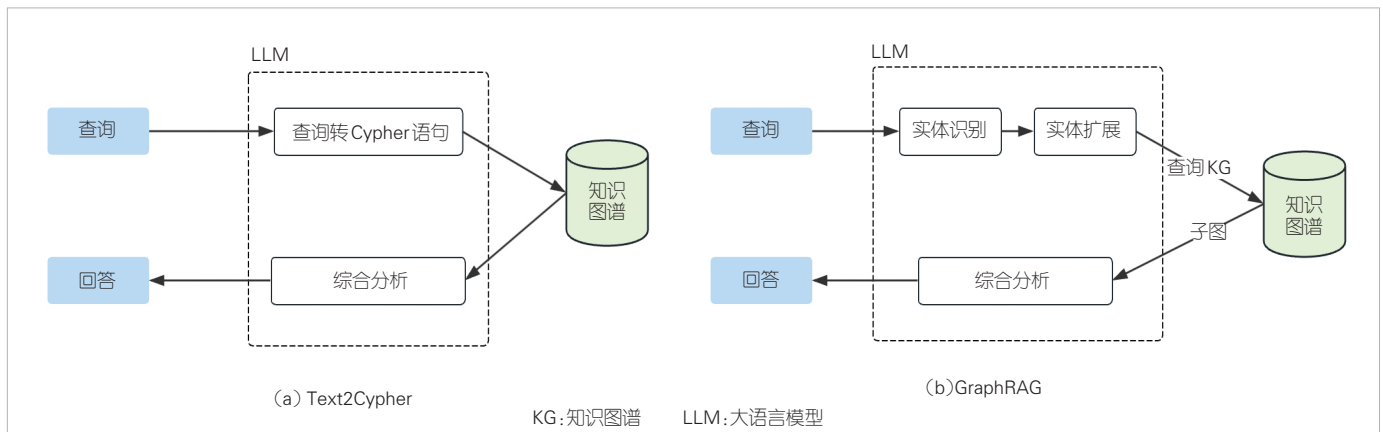 LLM
查询
查询转Cypher语句
知识
图谱
回答
综合分析
(a) Text2Cypher
LLM
查询
实体识别
实体扩展
查询KG
知识
图谱
子图
回答
综合分析
(b)GraphRAG
KG:知识图谱 LLM:大语言模型